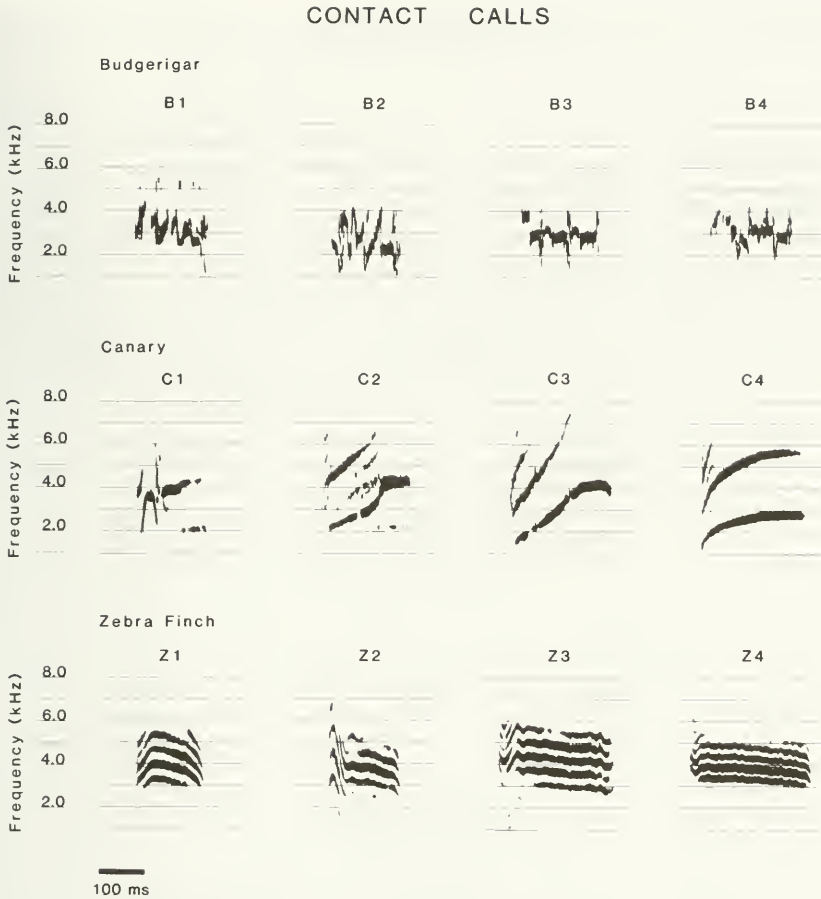 CONTACT CALLS
Budgerigar
B1 B2 B3 B4
Frequency (kHz)
8.0
6.0
4.0
2.0
Canary
C1 C2 C3 C4
Frequency (kHz)
8.0
6.0
4.0
2.0
Zebra Finch
Z1 Z2 Z3 Z4
Frequency (kHz)
8.0
6.0
4.0
2.0
100 ms